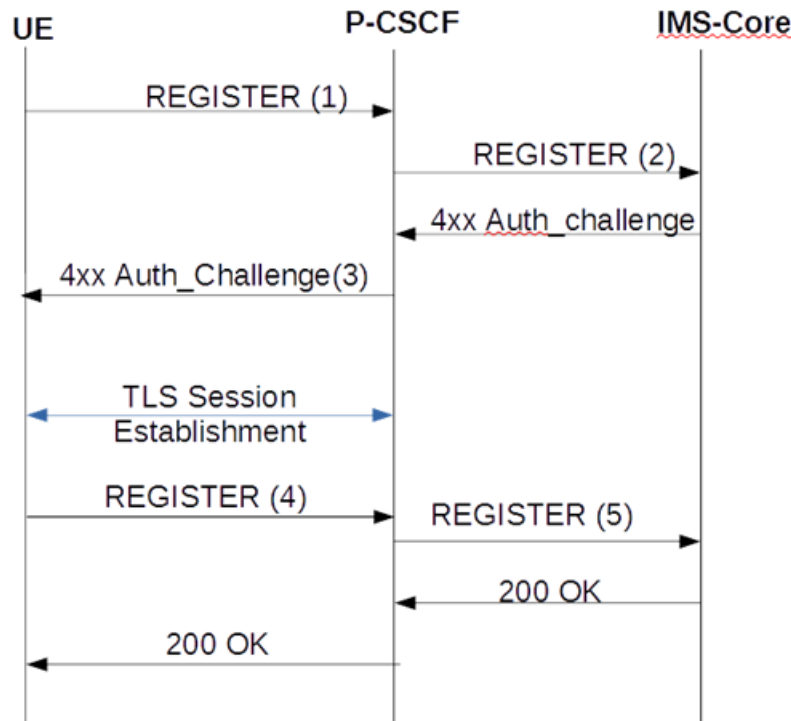 UE
P-CSCF
IMS-Core
REGISTER (1)
REGISTER (2)
4xx Auth_challenge
4xx Auth_Challenge(3)
TLS Session
Establishment
REGISTER (4)
REGISTER (5)
200 OK
200 OK